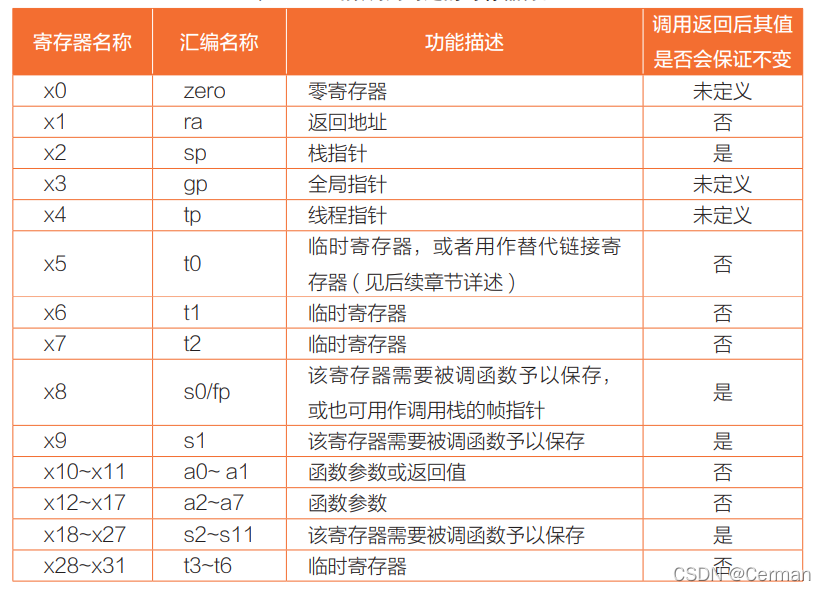 寄存器名称 汇编名称 功能描述 调用返回后其值
是否会保证不变
x0 zero 零寄存器 未定义
x1 ra 返回地址 否
x2 sp 栈指针 是
x3 gp 全局指针 未定义
x4 tp 线程指针 未定义
x5 t0 临时寄存器，或者用作替代链接寄
存器（见后续章节详述） 否
x6 t1 临时寄存器 否
x7 t2 临时寄存器 否
x8 s0/fp 该寄存器需要被调函数予以保存，
或也可用作调用栈的帧指针 是
x9 s1 该寄存器需要被调函数予以保存 是
x10~x11 a0~ a1 函数参数或返回值 否
x12~x17 a2~a7 函数参数 否
x18~x27 s2~s11 该寄存器需要被调函数予以保存 是
x28~x31 t3~t6 临时寄存器 否
CSDN @Cerman